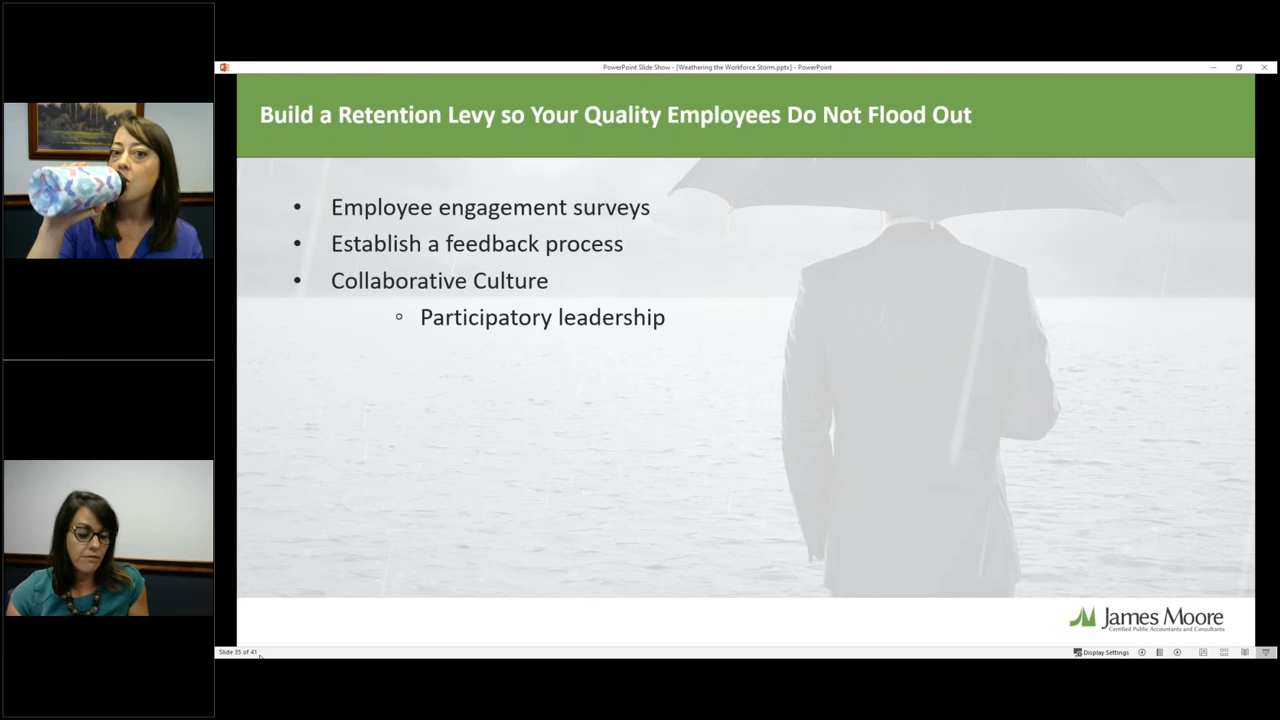 PowerPoint Slide Show - [Weathering the Workforce Storm.pptx] - PowerPoint
Build a Retention Levy so Your Quality Employees Do Not Flood Out
• Employee engagement surveys
• Establish a feedback process
• Collaborative Culture
◦ Participatory leadership
James Moore
Certified Public Accountants and Consultants
Slide 35 of 41
Display Settings